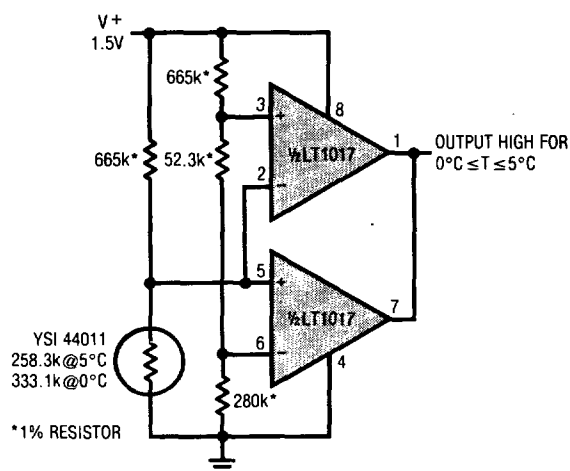 V+
1.5V
665k*
665k*
52.3k*
3
+
8
½LT1017
1
2
−
OUTPUT HIGH FOR
0°C ≤ T ≤ 5°C
5
+
½LT1017
7
6
−
4
YSI 44011
258.3k@5°C
333.1k@0°C
280k*
*1% RESISTOR